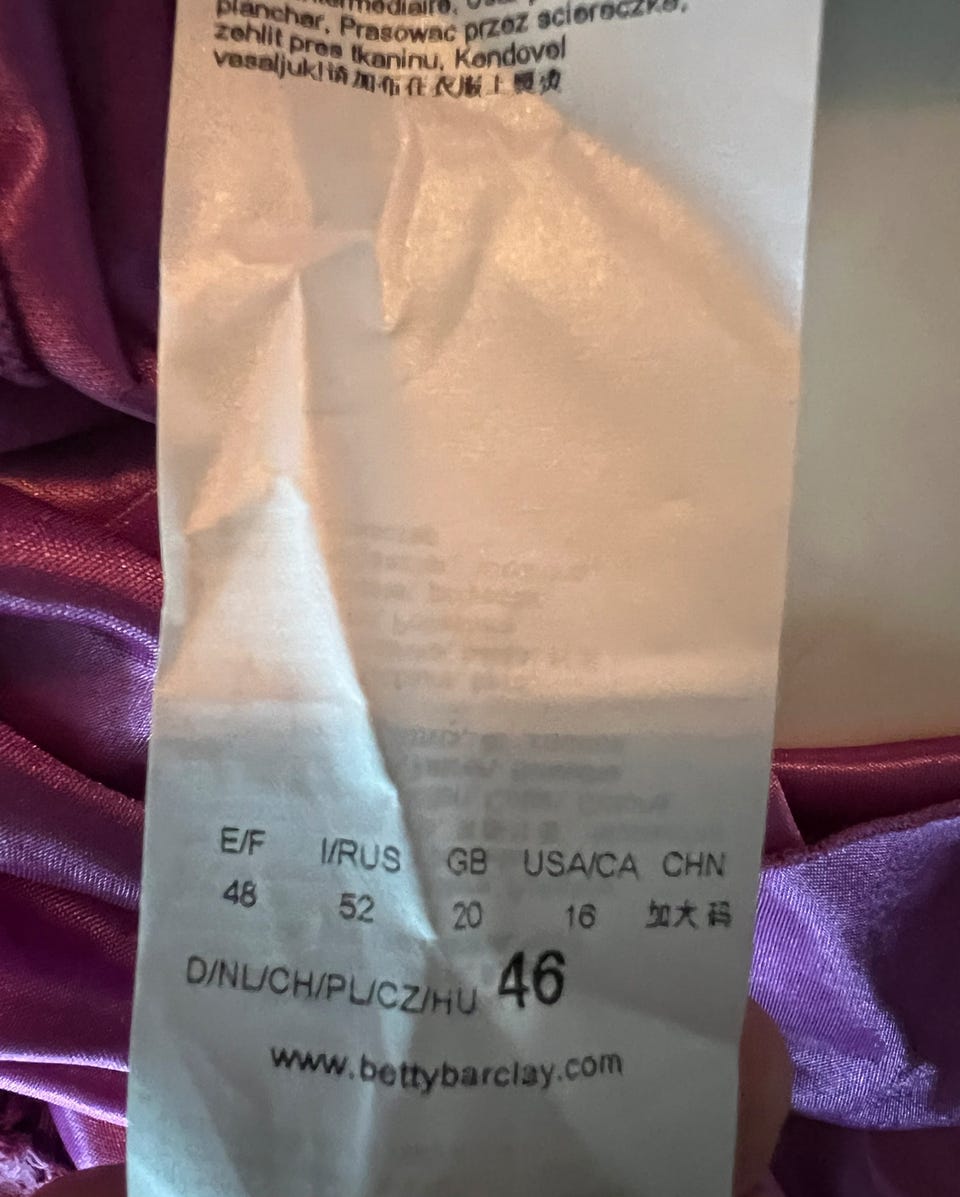 planchar, Prasowac przez sciereczke,
zehlit pres tkaninu, Kendovel
vasaljuk!请加布在衣服上熨烫
E/F I/RUS GB USA/CA CHN
48 52 20 16 加大码
D/NL/CH/PL/CZ/HU 46
www.bettybarclay.com